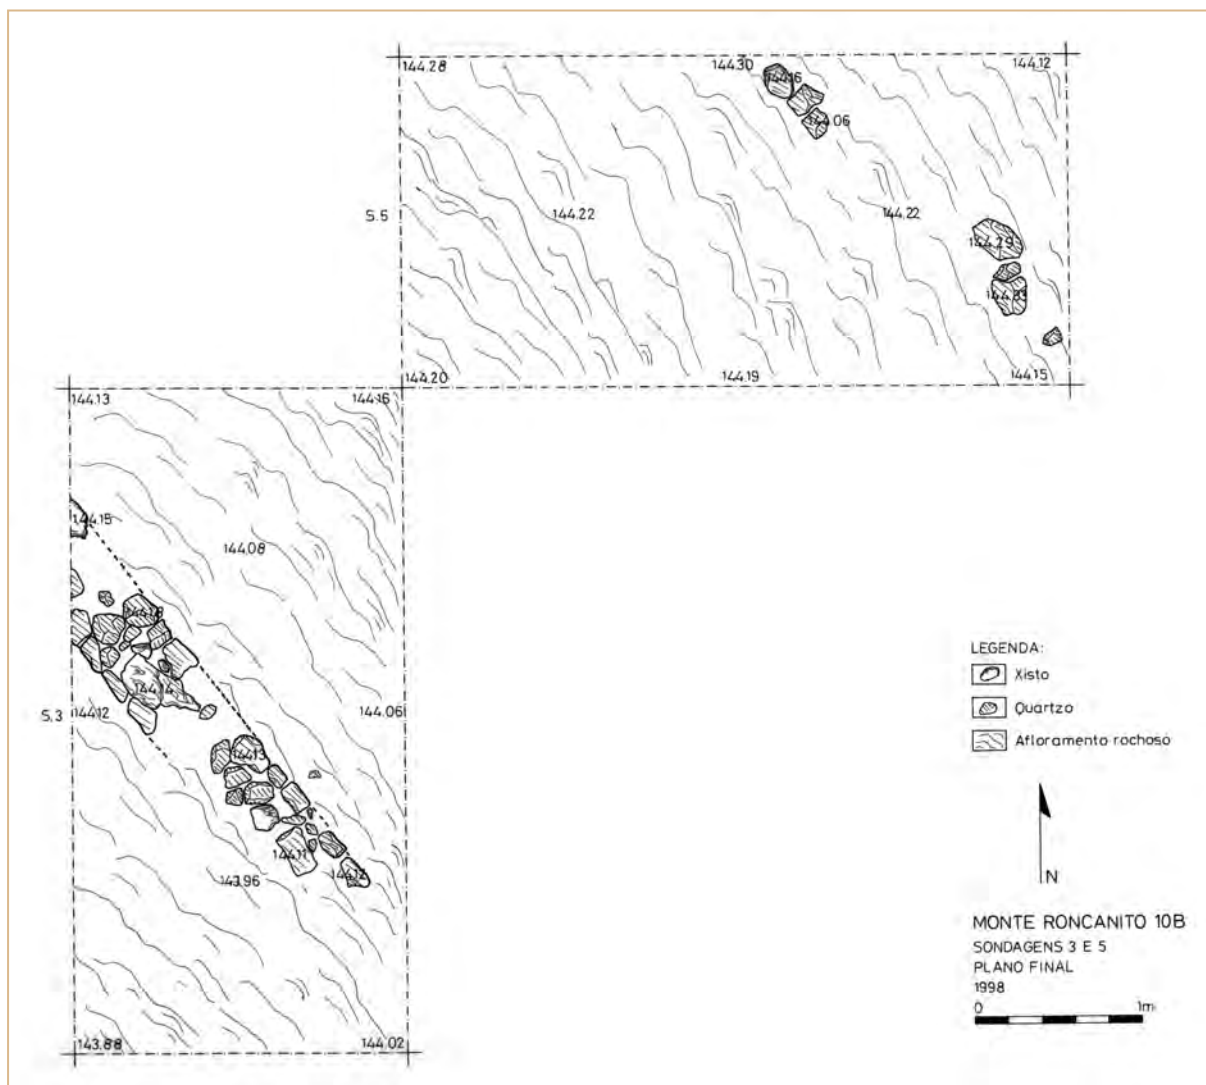 144.28
144.30
144.12
144.16
144.06
S.5
144.22
144.22
144.29
144.33
144.20
144.19
144.15
144.13
144.16
144.15
144.08
144.18
144.14
S.3
144.12
144.06
144.13
144.11
144.12
143.96
143.88
144.02
LEGENDA:
Xisto
Quartzo
Afloramento rochoso
N
MONTE RONCANITO 10B
SONDAGENS 3 E 5
PLANO FINAL
1998
0 1m